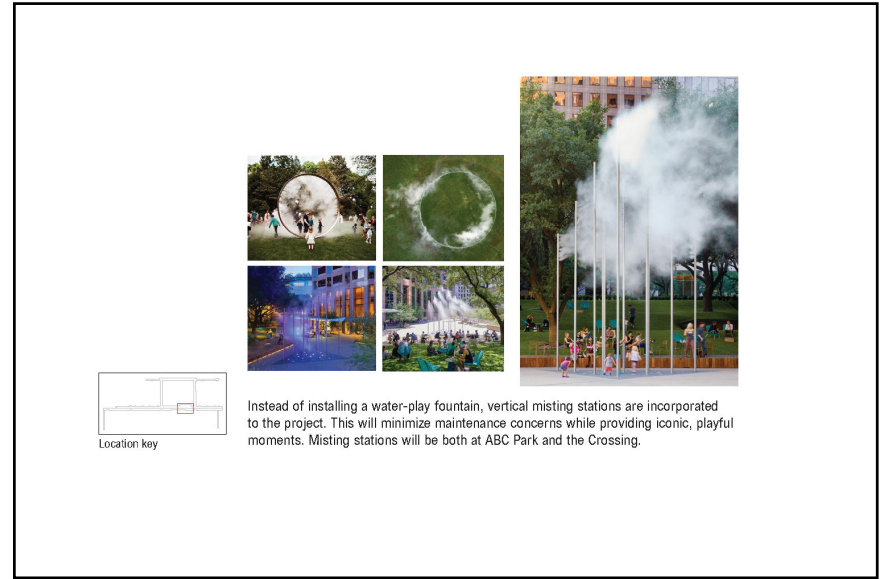 Instead of installing a water-play fountain, vertical misting stations are incorporated
to the project. This will minimize maintenance concerns while providing iconic, playful
moments. Misting stations will be both at ABC Park and the Crossing.
Location key